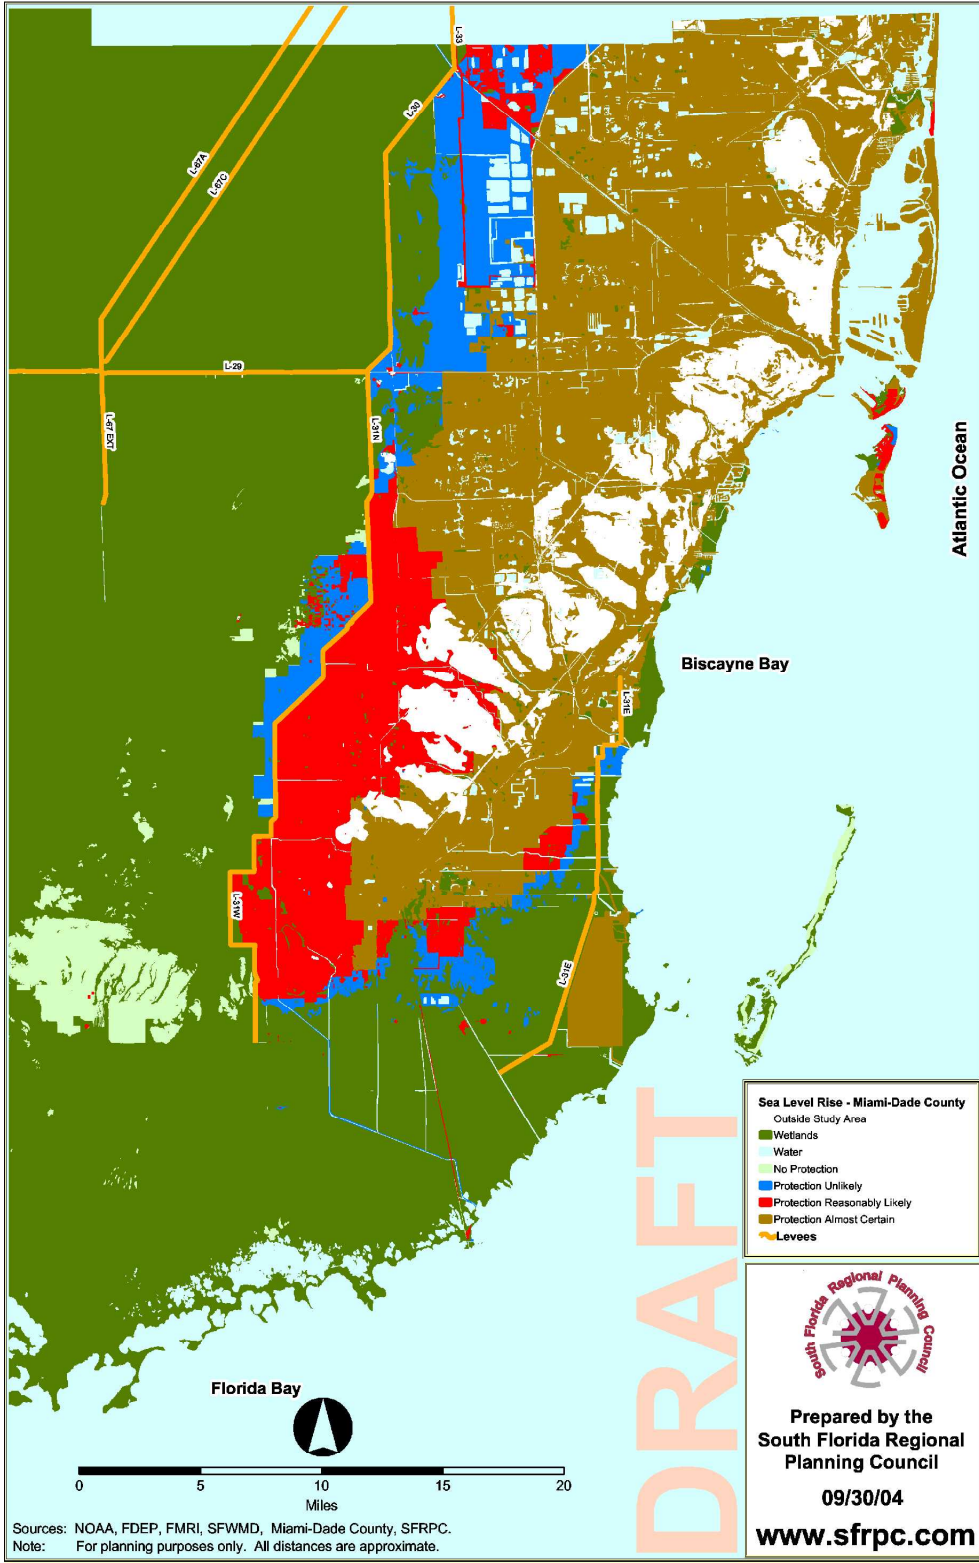 L-33
L-30
L-67A
L-67C
L-29
L-67 EXT
L-31N
Atlantic Ocean
Biscayne Bay
L-31E
L-31W
L-31E
Sea Level Rise - Miami-Dade County
Outside Study Area
Wetlands
Water
No Protection
Protection Unlikely
Protection Reasonably Likely
Protection Almost Certain
Levees
DRAFT
South Florida Regional Planning Council
Florida Bay
Prepared by the
South Florida Regional
Planning Council
09/30/04
www.sfrpc.com
0 5 10 15 20
Miles
Sources: NOAA, FDEP, FMRI, SFWMD, Miami-Dade County, SFRPC.
Note: For planning purposes only. All distances are approximate.